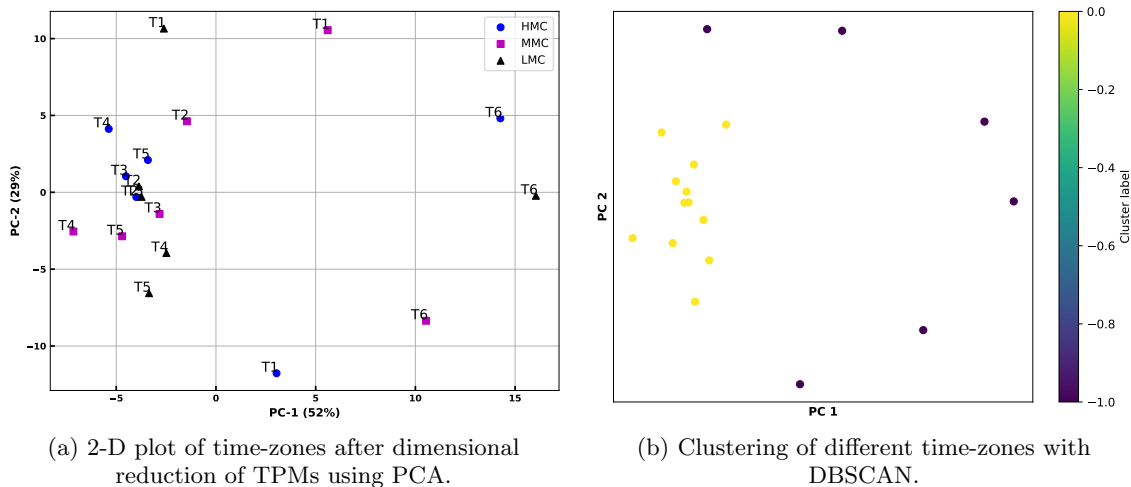 T1
T1
HMC
MMC
LMC
10
T6
T2
T4
5
T5
T3
T2
T6
0
T3
T4
T5
T4
−5
T5
T6
−10
T1
−5
0
5
10
15
PC-1 (52%)
PC-2 (29%)
(a) 2-D plot of time-zones after dimensional
reduction of TPMs using PCA.
PC 2
PC 1
0.0
−0.2
−0.4
−0.6
−0.8
−1.0
Cluster label
(b) Clustering of different time-zones with
DBSCAN.